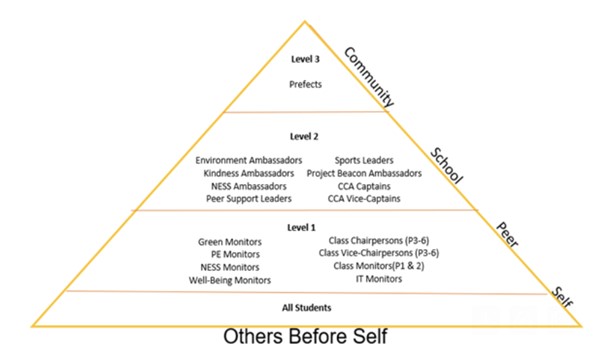 Level 3
Prefects
Community
Level 2
Environment Ambassadors
Kindness Ambassadors
NESS Ambassadors
Peer Support Leaders
Sports Leaders
Project Beacon Ambassadors
CCA Captains
CCA Vice-Captains
School
Level 1
Green Monitors
PE Monitors
NESS Monitors
Well-Being Monitors
Class Chairpersons (P3-6)
Class Vice-Chairpersons (P3-6)
Class Monitors(P1 & 2)
IT Monitors
Peer
All Students
Self
Others Before Self